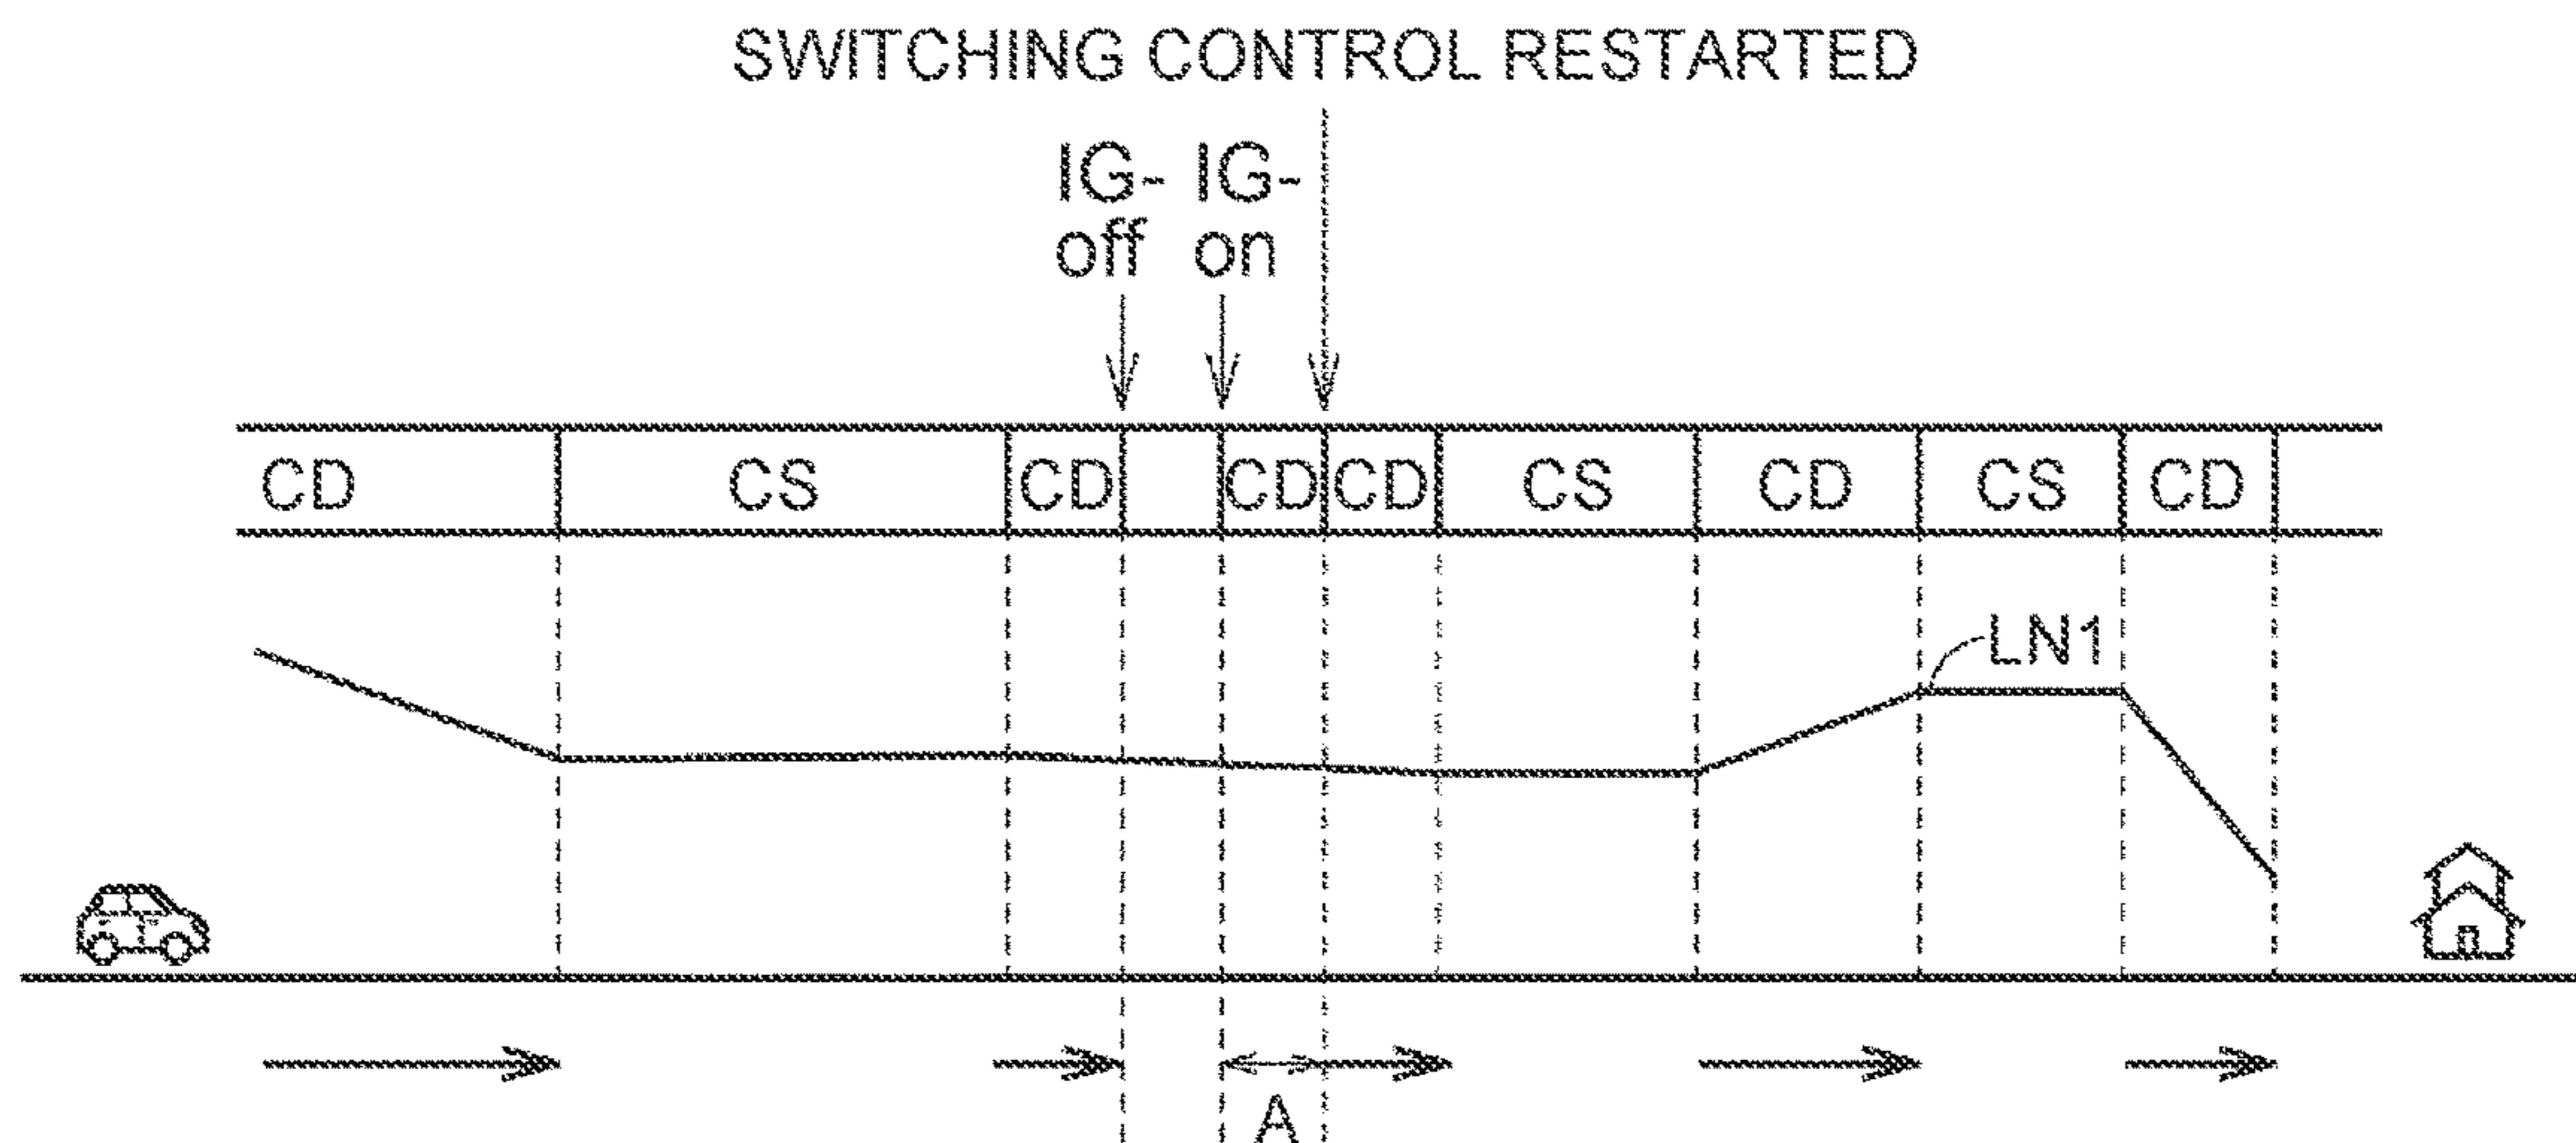 SWITCHING CONTROL RESTARTED
IG-off IG-on
CD CS CD CD CD CS CD CS CD
LN1
A